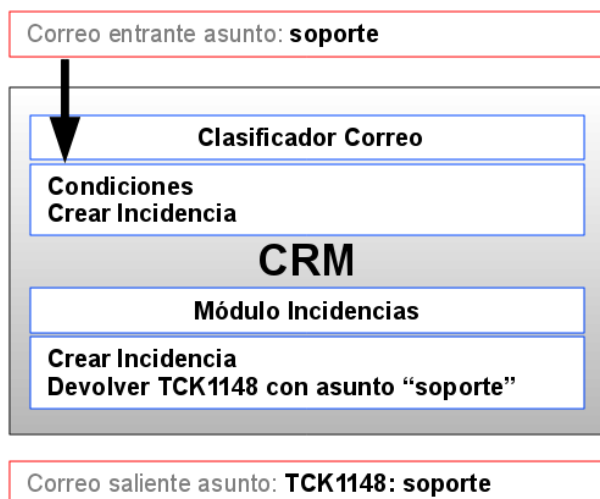 Correo entrante asunto: soporte
Clasificador Correo
Condiciones
Crear Incidencia
CRM
Módulo Incidencias
Crear Incidencia
Devolver TCK1148 con asunto “soporte”
Correo saliente asunto: TCK1148: soporte